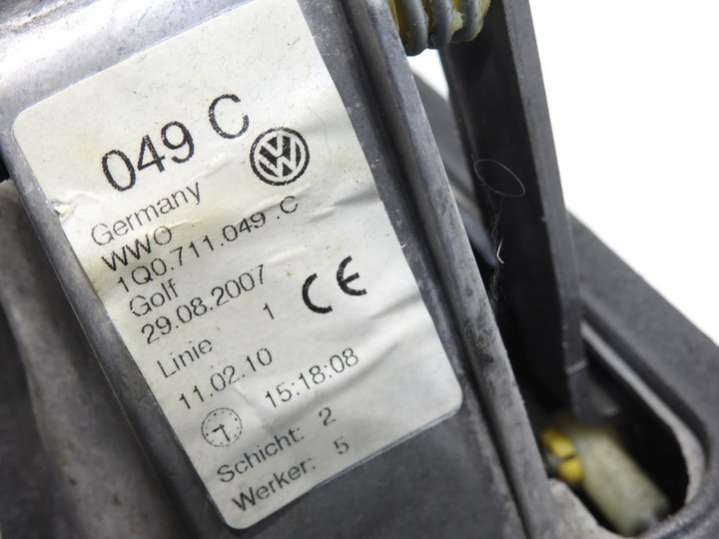 049 C
Germany
WWO
1Q0.711.049 .C
Golf
29.08.2007
CE
Linie 1
11.02.10
15:18:08
Schicht: 2
Werker: 5